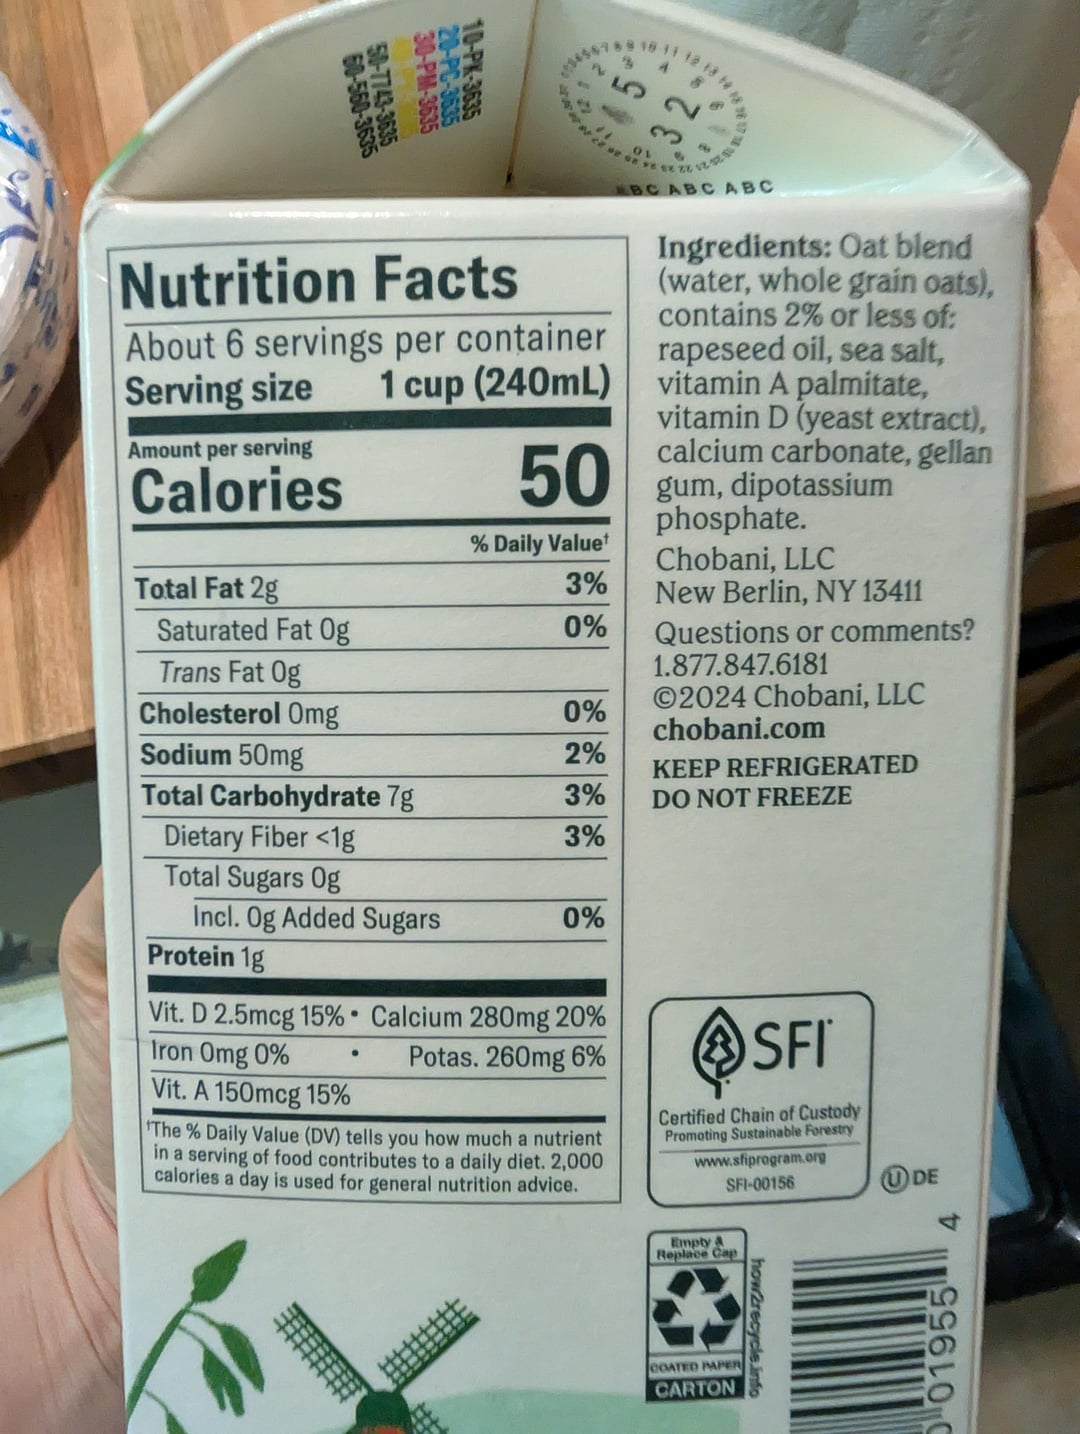 10-PK-3635
20-PC-3635
30-PM-3635
50-7743-3635
60-560-3635
ABC ABC ABC
Nutrition Facts
About 6 servings per container
Serving size 1 cup (240mL)
Amount per serving
Calories 50
% Daily Value†
Total Fat 2g 3%
Saturated Fat 0g 0%
Trans Fat 0g
Cholesterol 0mg 0%
Sodium 50mg 2%
Total Carbohydrate 7g 3%
Dietary Fiber <1g 3%
Total Sugars 0g
Incl. 0g Added Sugars 0%
Protein 1g
Vit. D 2.5mcg 15% • Calcium 280mg 20%
Iron 0mg 0% • Potas. 260mg 6%
Vit. A 150mcg 15%
†The % Daily Value (DV) tells you how much a nutrient
in a serving of food contributes to a daily diet. 2,000
calories a day is used for general nutrition advice.
Ingredients: Oat blend
(water, whole grain oats),
contains 2% or less of:
rapeseed oil, sea salt,
vitamin A palmitate,
vitamin D (yeast extract),
calcium carbonate, gellan
gum, dipotassium
phosphate.
Chobani, LLC
New Berlin, NY 13411
Questions or comments?
1.877.847.6181
©2024 Chobani, LLC
chobani.com
KEEP REFRIGERATED
DO NOT FREEZE
SFI
Certified Chain of Custody
Promoting Sustainable Forestry
www.sfiprogram.org
SFI-00156
U DE
Empty &
Replace Cap
COATED PAPER
CARTON
how2recycle.info
01955 4